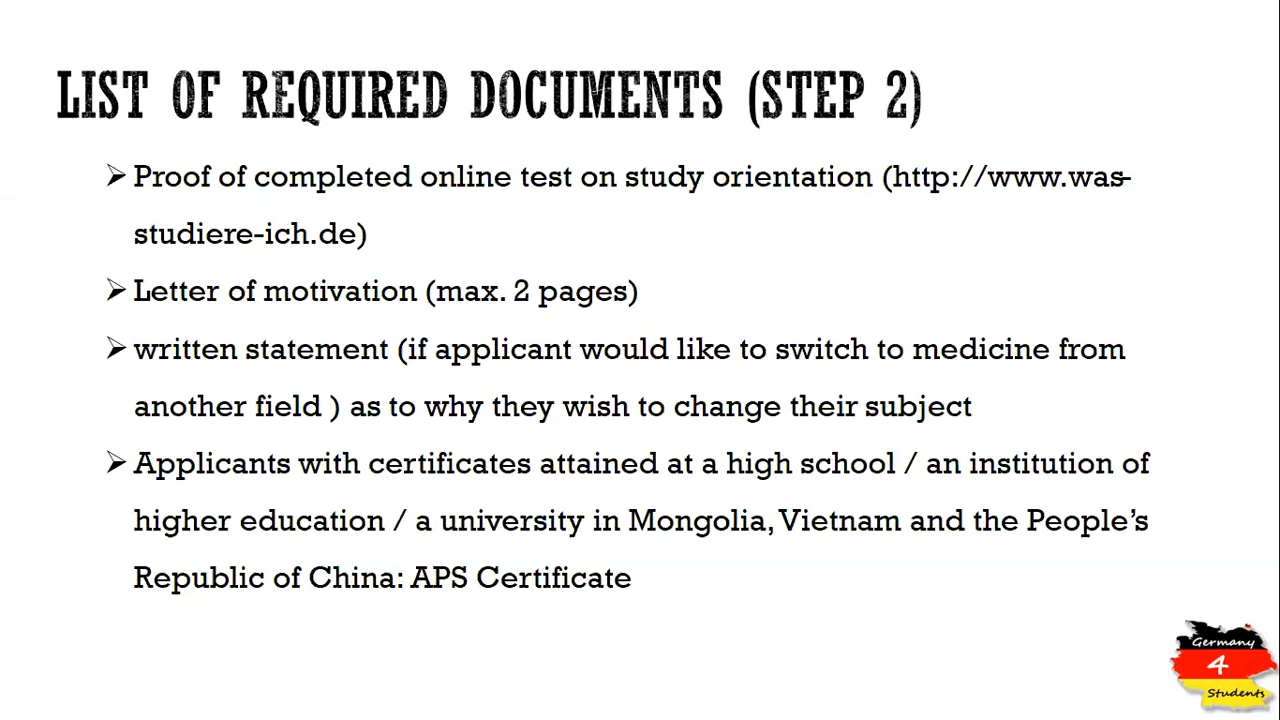 LIST OF REQUIRED DOCUMENTS (STEP 2)
➢ Proof of completed online test on study orientation (http://www.was-
studiere-ich.de)
➢ Letter of motivation (max. 2 pages)
➢ written statement (if applicant would like to switch to medicine from
another field ) as to why they wish to change their subject
➢ Applicants with certificates attained at a high school / an institution of
higher education / a university in Mongolia, Vietnam and the People's
Republic of China: APS Certificate
Germany
4
Students